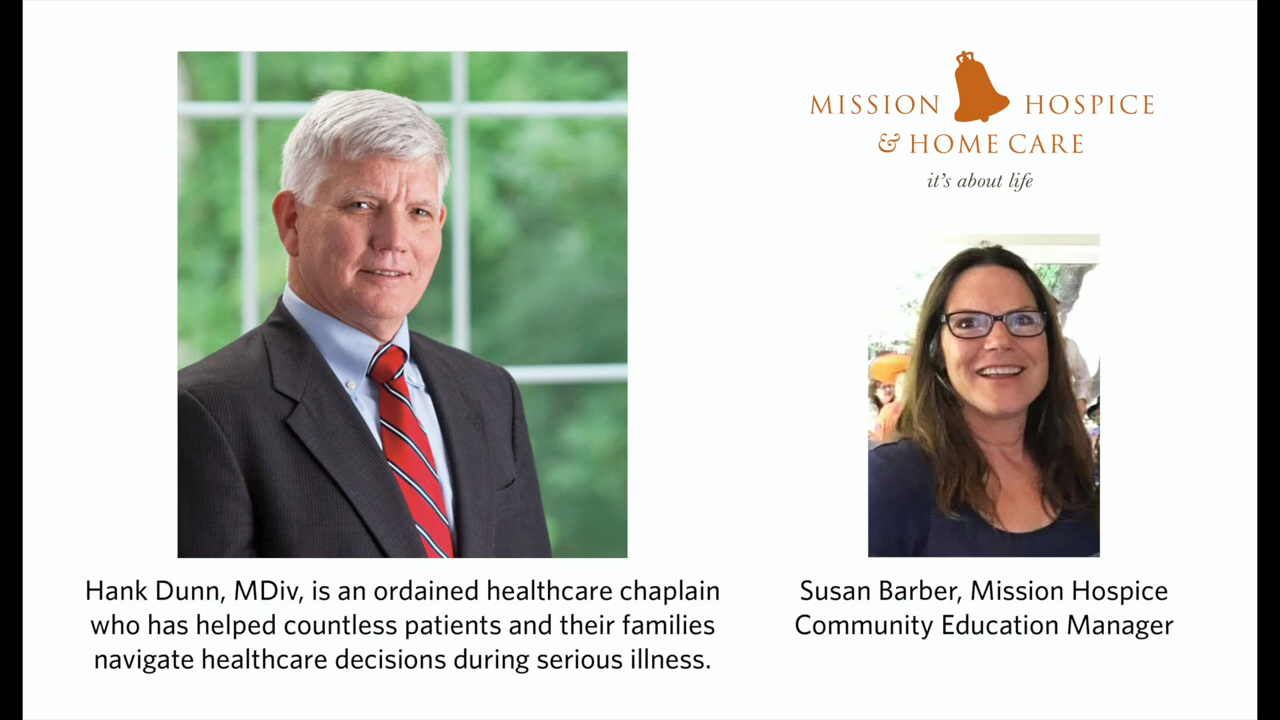 MISSION HOSPICE
& HOME CARE
it's about life
Hank Dunn, MDiv, is an ordained healthcare chaplain
who has helped countless patients and their families
navigate healthcare decisions during serious illness.
Susan Barber, Mission Hospice
Community Education Manager